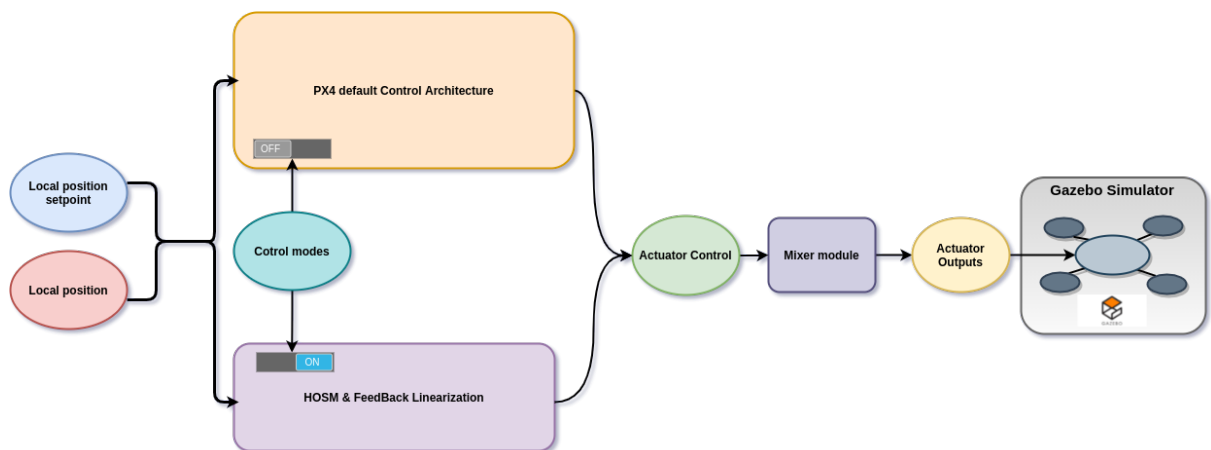 PX4 default Control Architecture
OFF
Local position
setpoint
Cotrol modes
Local position
ON
HOSM & FeedBack Linearization
Actuator Control
Mixer module
Actuator
Outputs
Gazebo Simulator
GAZEBO